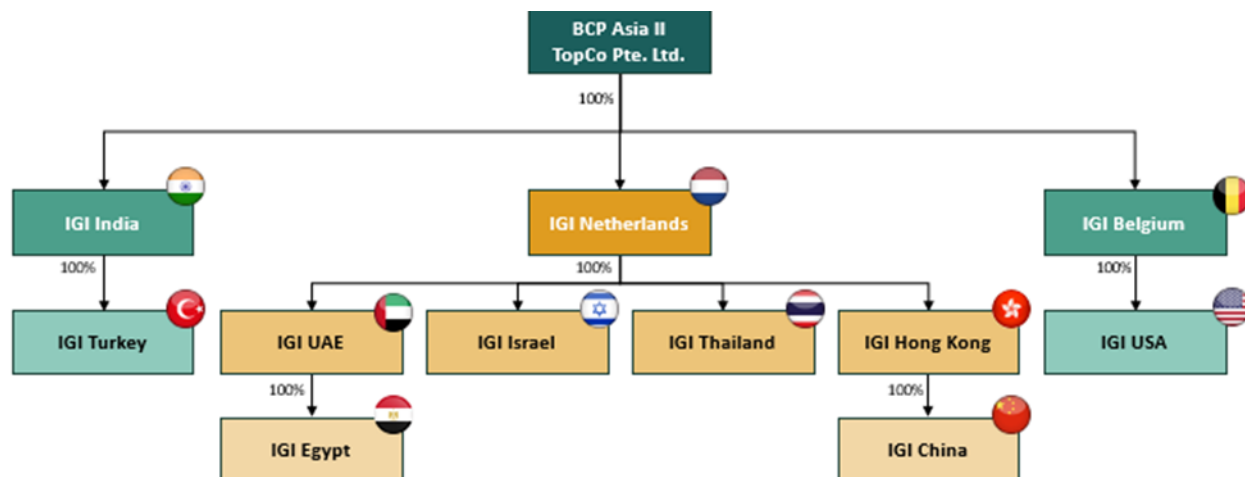 BCP Asia II
TopCo Pte. Ltd.
100%
IGI India
IGI Netherlands
IGI Belgium
100%
100%
100%
IGI Turkey
IGI UAE
IGI Israel
IGI Thailand
IGI Hong Kong
IGI USA
100%
100%
IGI Egypt
IGI China